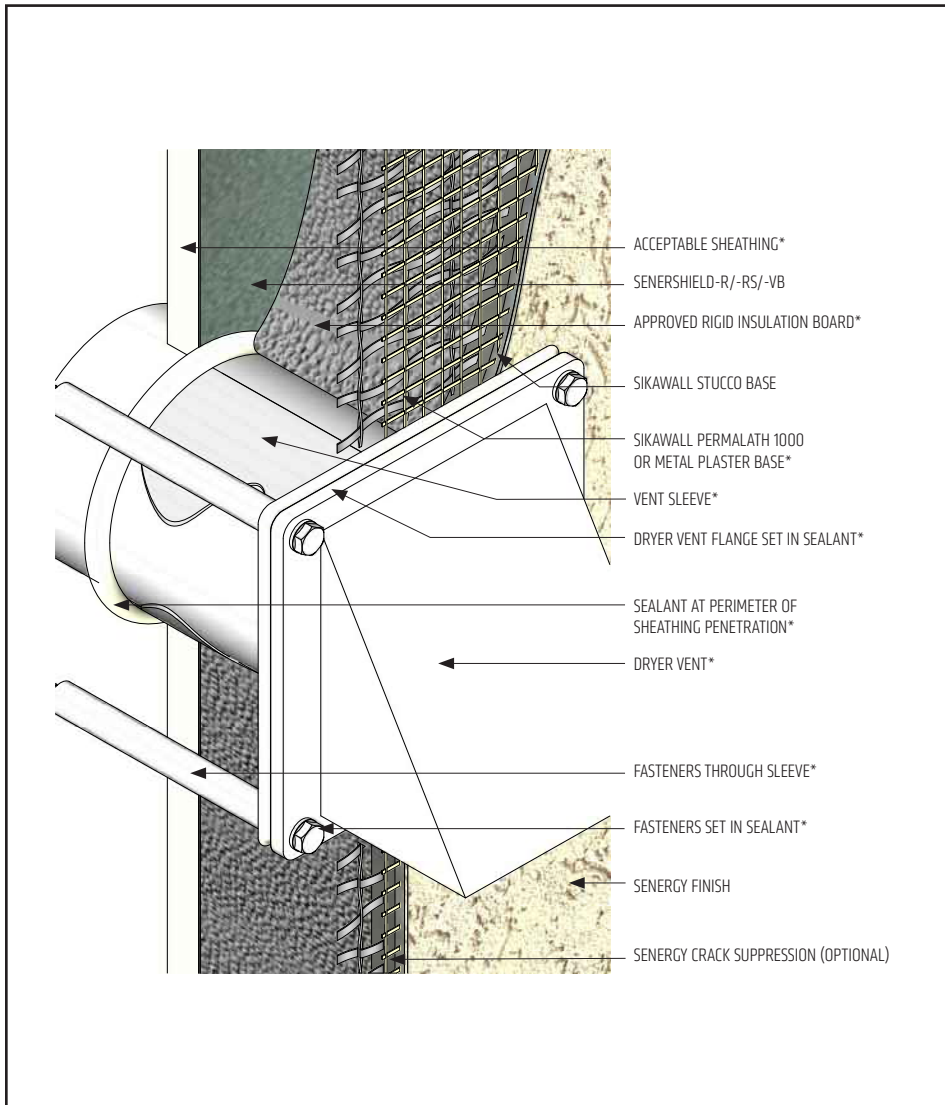 ACCEPTABLE SHEATHING*
SENERSHIELD-R/-RS/-VB
APPROVED RIGID INSULATION BOARD*
SIKAWALL STUCCO BASE
SIKAWALL PERMALATH 1000
OR METAL PLASTER BASE*
VENT SLEEVE*
DRYER VENT FLANGE SET IN SEALANT*
SEALANT AT PERIMETER OF
SHEATHING PENETRATION*
DRYER VENT*
FASTENERS THROUGH SLEEVE*
FASTENERS SET IN SEALANT*
SENERGY FINISH
SENERGY CRACK SUPPRESSION (OPTIONAL)